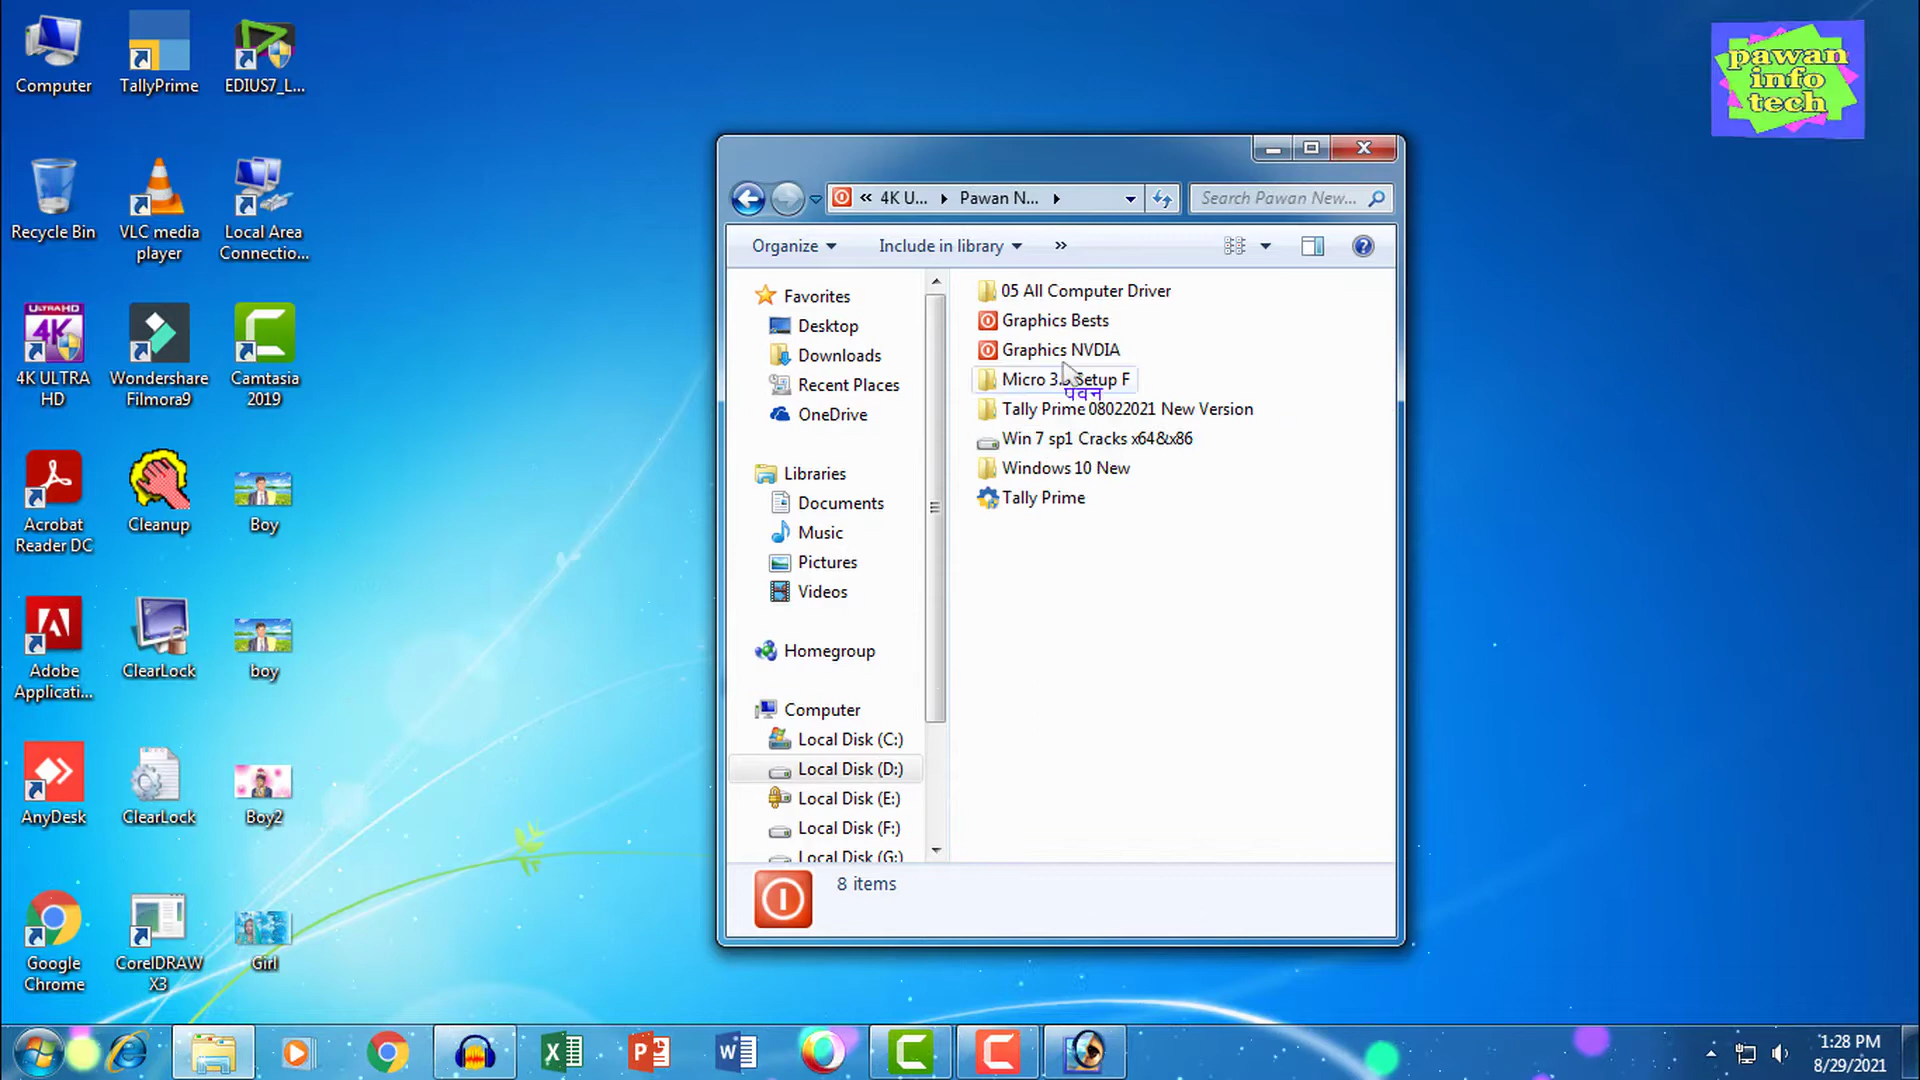 Computer
TallyPrime
EDIUS7_L...
pawan
info
tech
Recycle Bin
VLC media
player
Local Area
Connectio...
ULTRA HD
4K
4K ULTRA
HD
Wondershare
Filmora9
Camtasia
2019
Acrobat
Reader DC
Cleanup
Boy
Adobe
Applicati...
ClearLock
boy
AnyDesk
ClearLock
Boy2
Google
Chrome
CorelDRAW
X3
Girl
« 4K U... Pawan N...
Search Pawan New...
Organize
Include in library
»
Favorites
Desktop
Downloads
Recent Places
OneDrive
Libraries
Documents
Music
Pictures
Videos
Homegroup
Computer
Local Disk (C:)
Local Disk (D:)
Local Disk (E:)
Local Disk (F:)
Local Disk (G:)
05 All Computer Driver
Graphics Bests
Graphics NVDIA
Micro 3. Setup F
पवन
Tally Prime 08022021 New Version
Win 7 sp1 Cracks x64&x86
Windows 10 New
Tally Prime
8 items
1:28 PM
8/29/2021